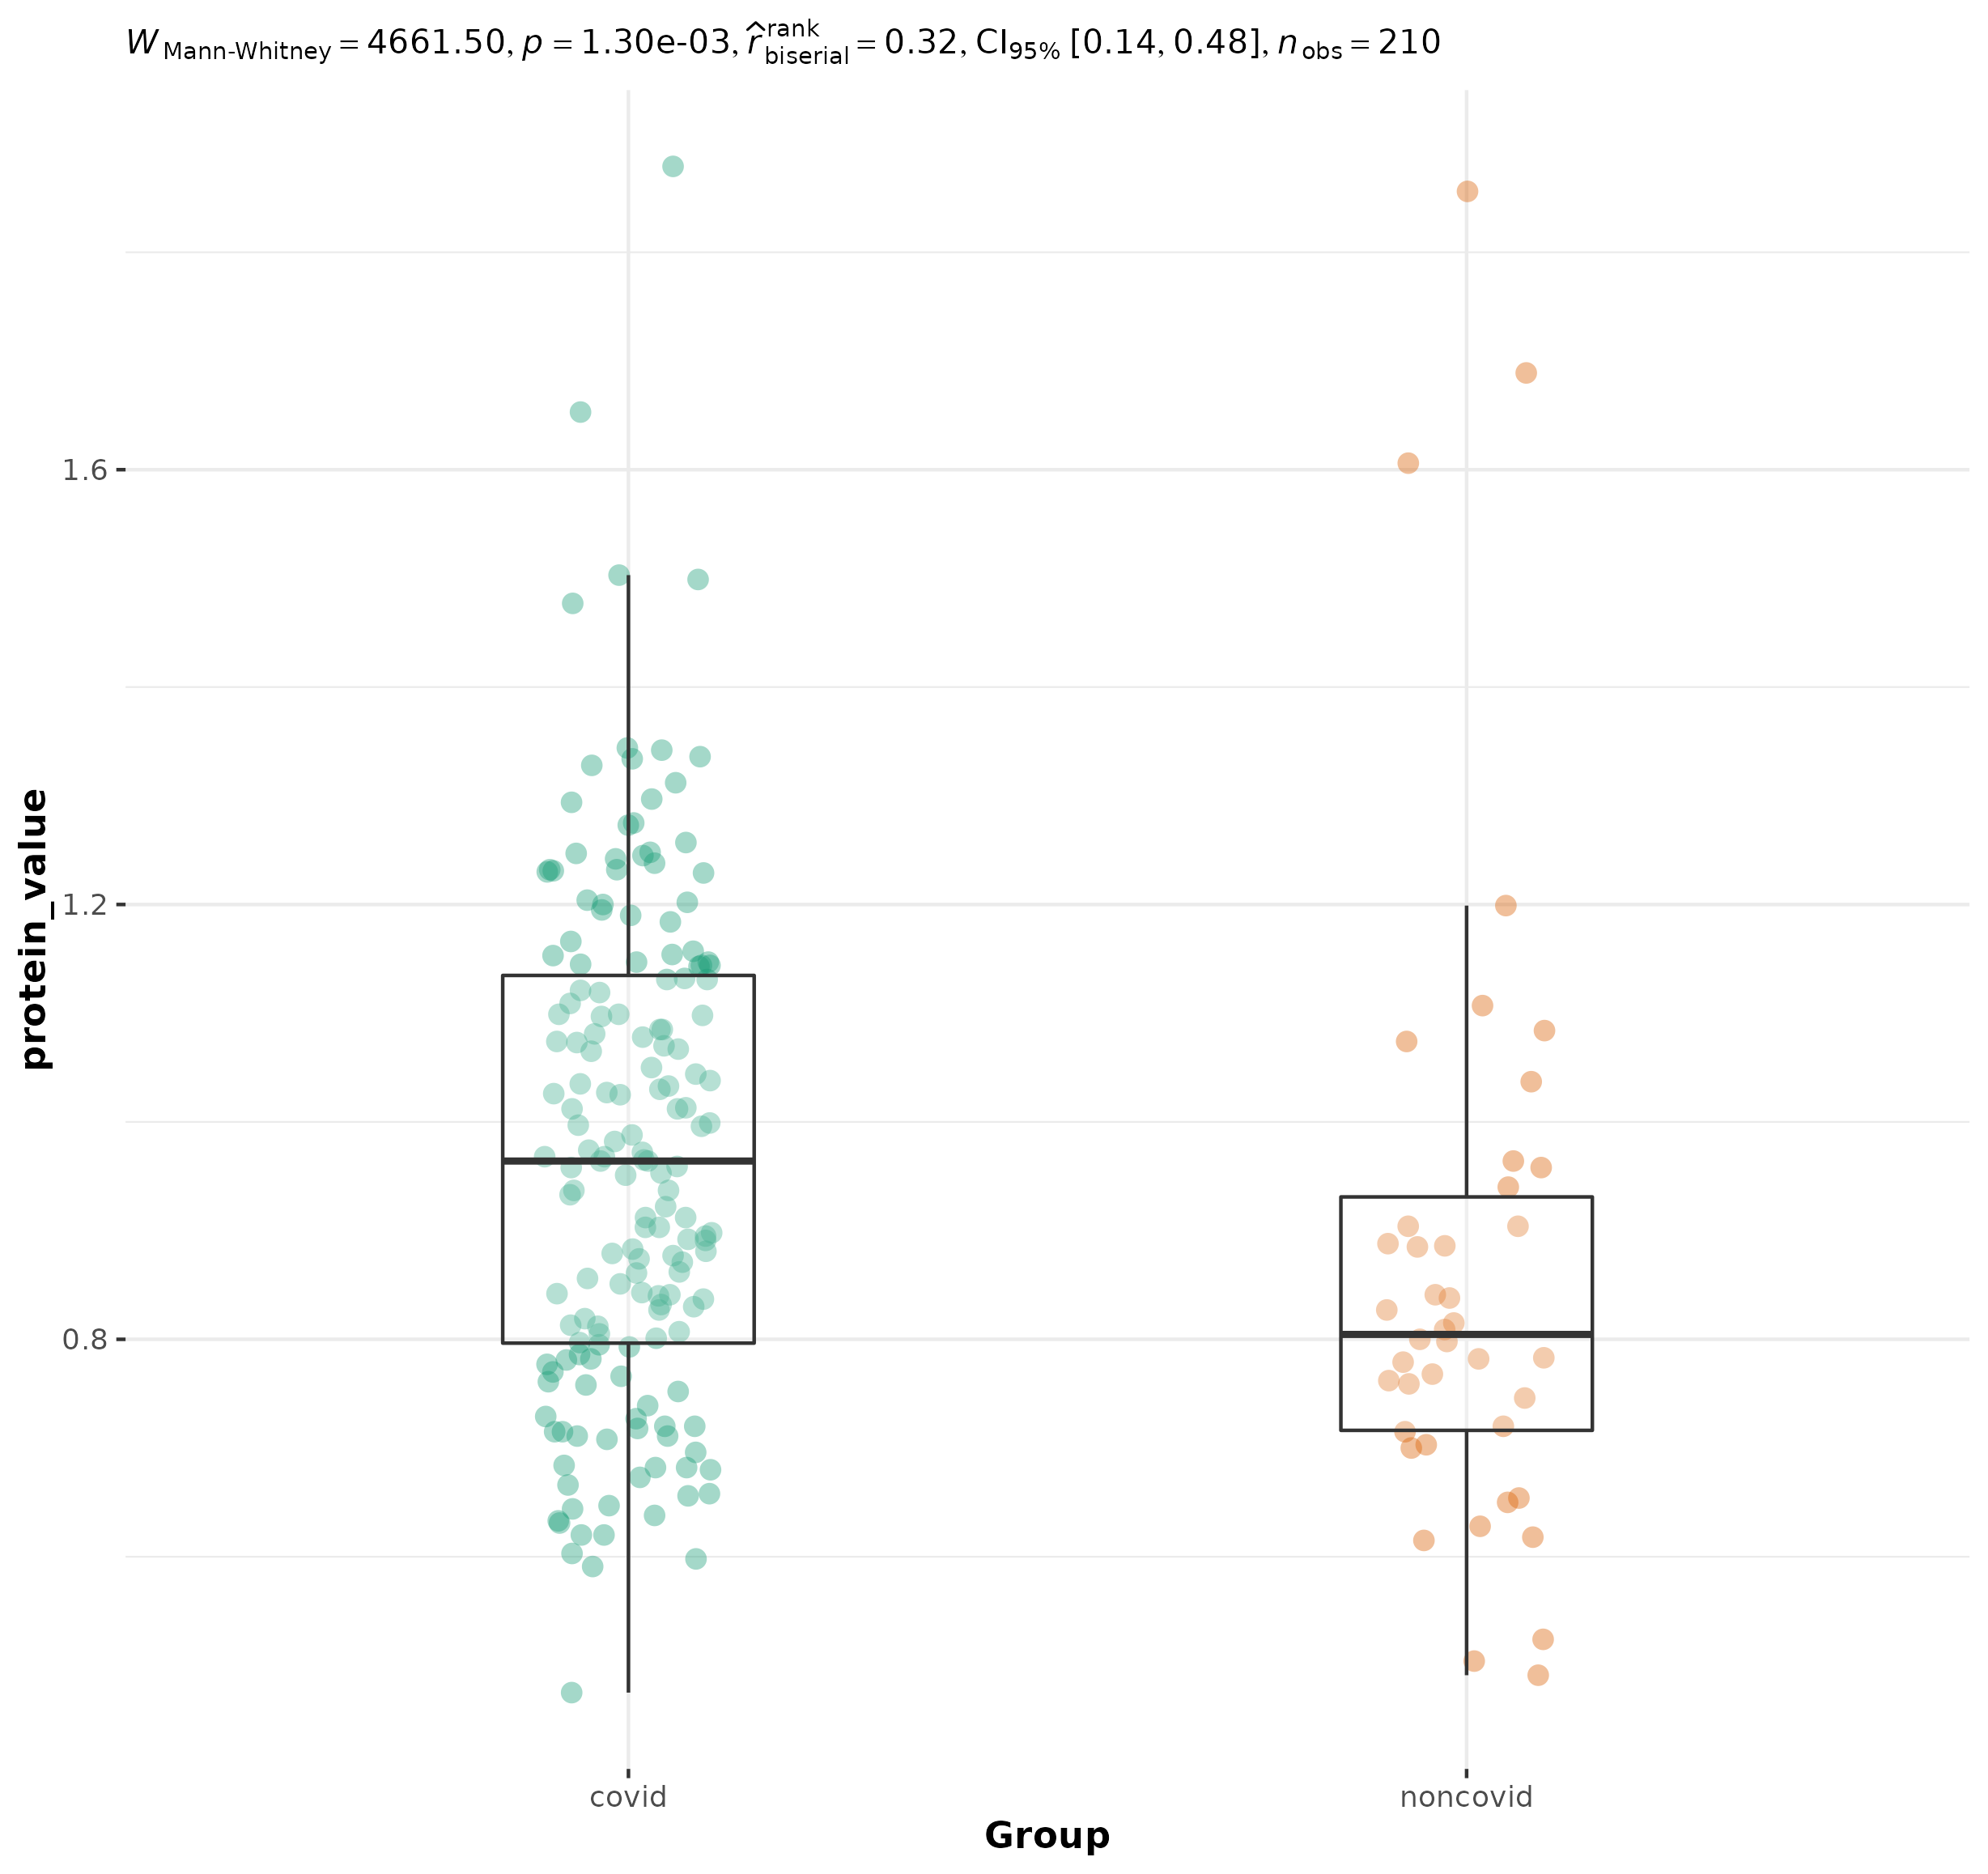 W Mann-Whitney = 4661.50, p = 1.30e-03, r̂ rank biserial = 0.32, CI95% [0.14, 0.48], nobs = 210
protein_value
1.6
1.2
0.8
covid noncovid
Group